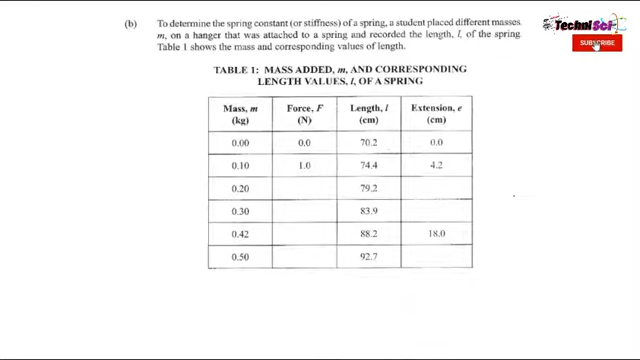 TechniSci
SUBSCRIBE
(b) To determine the spring constant (or stiffness) of a spring, a student placed different masses
m, on a hanger that was attached to a spring and recorded the length, l, of the spring.
Table 1 shows the mass and corresponding values of length.
TABLE 1: MASS ADDED, m, AND CORRESPONDING
LENGTH VALUES, l, OF A SPRING
Mass, m (kg) Force, F (N) Length, l (cm) Extension, e (cm)
0.00 0.0 70.2 0.0
0.10 1.0 74.4 4.2
0.20 79.2
0.30 83.9
0.42 88.2 18.0
0.50 92.7